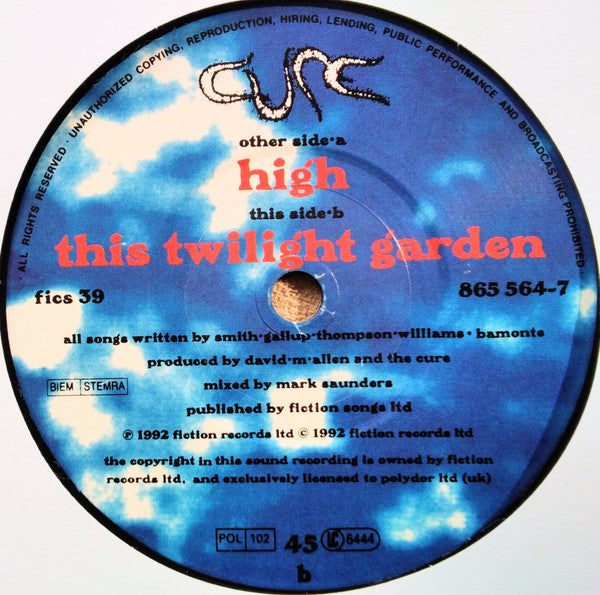 · ALL RIGHTS RESERVED · UNAUTHORIZED COPYING, REPRODUCTION, HIRING, LENDING, PUBLIC PERFORMANCE AND BROADCASTING PROHIBITED ·
CURE
other side·a
high
this side·b
this twilight garden
fics 39
865 564-7
all songs written by smith·gallup·thompson·williams·bamonte
produced by david·m·allen and the cure
mixed by mark saunders
BIEM STEMRA
published by fiction songs ltd
℗ 1992 fiction records ltd © 1992 fiction records ltd
the copyright in this sound recording is owned by fiction
records ltd, and exclusively licensed to polydor ltd (uk)
POL 102 45 LC 6444
b